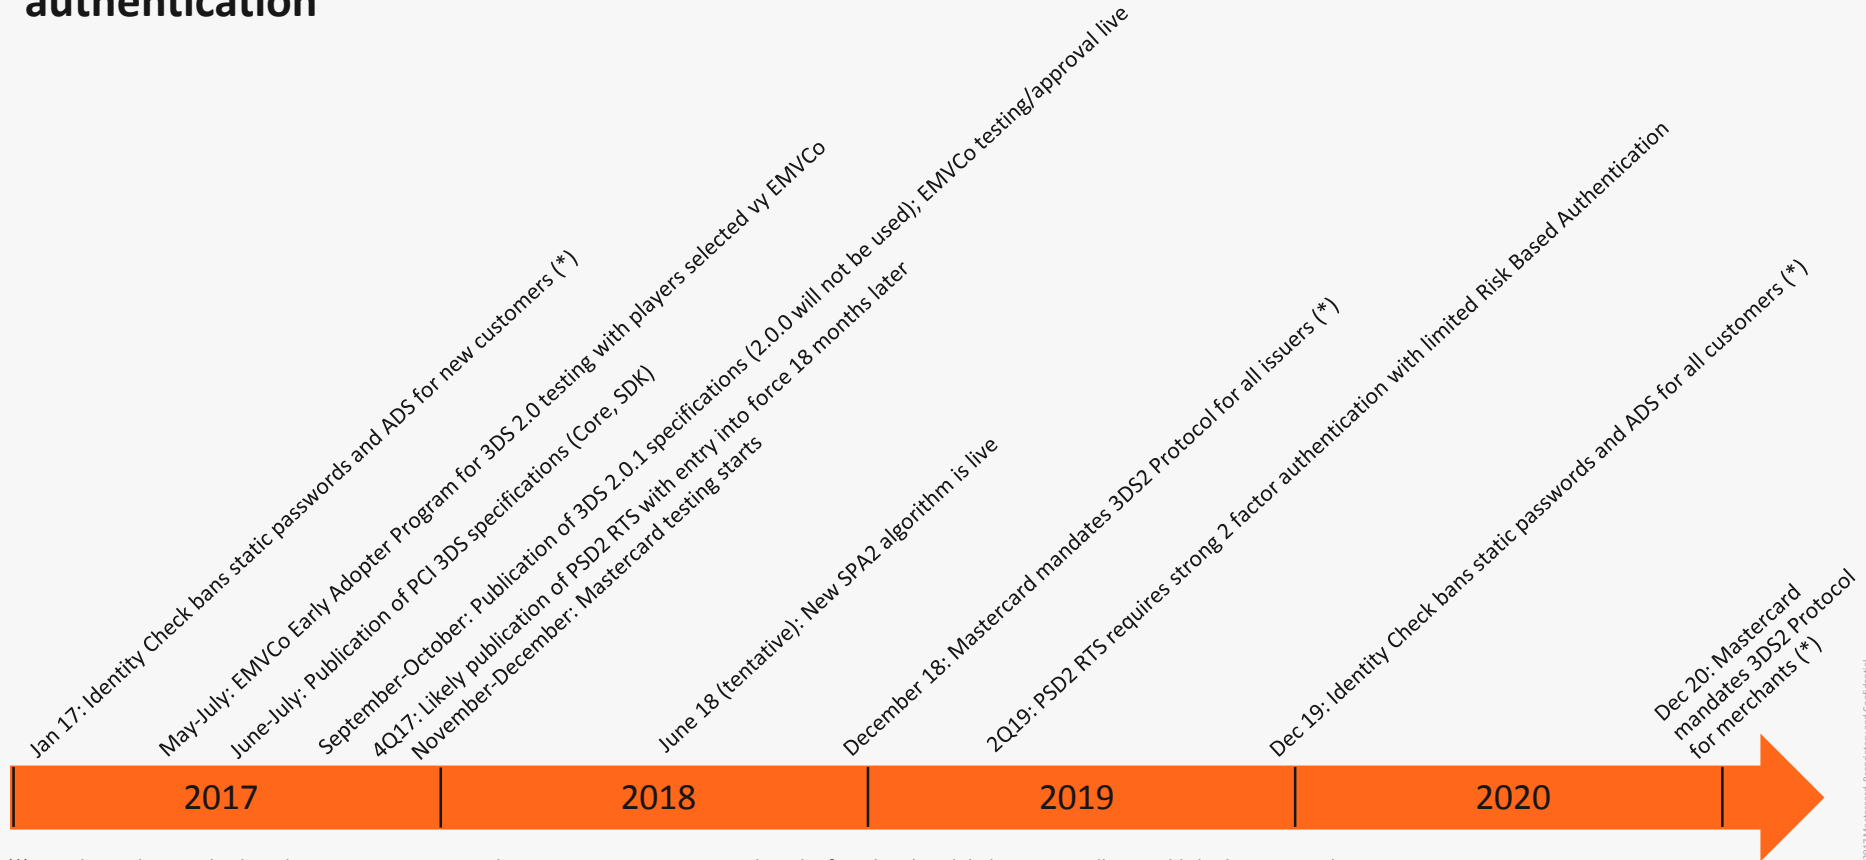 authentication
Jan 17: Identity Check bans static passwords and ADS for new customers (*)
May-July: EMVCo Early Adopter Program for 3DS 2.0 testing with players selected vy EMVCo
June-July: Publication of PCI 3DS specifications (Core, SDK)
September-October: Publication of 3DS 2.0.1 specifications (2.0.0 will not be used); EMVCo testing/approval live
4Q17: Likely publication of PSD2 RTS with entry into force 18 months later
November-December: Mastercard testing starts
June 18 (tentative): New SPA2 algorithm is live
December 18: Mastercard mandates 3DS2 Protocol for all issuers (*)
2Q19: PSD2 RTS requires strong 2 factor authentication with limited Risk Based Authentication
Dec 19: Identity Check bans static passwords and ADS for all customers (*)
Dec 20: Mastercard
mandates 3DS2 Protocol
for merchants (*)
2017
2018
2019
2020